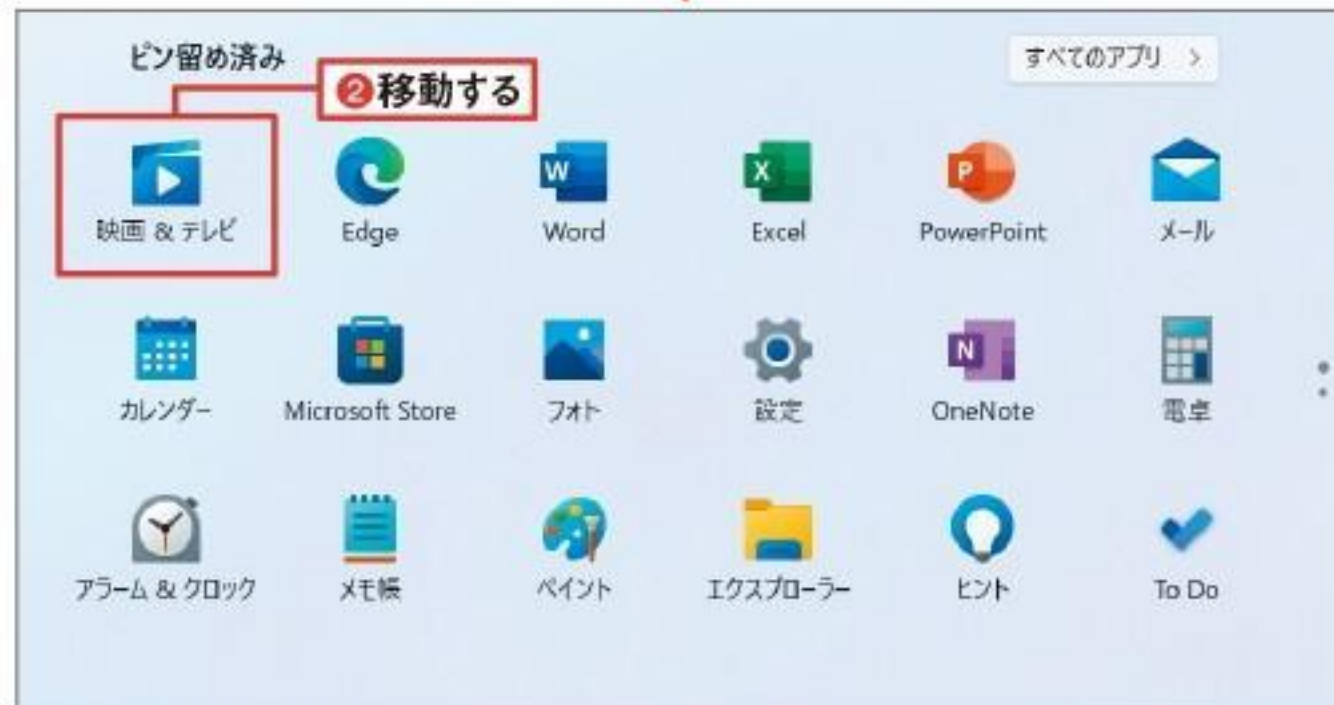 ピン留め済み
すべてのアプリ >
❷移動する
映画 & テレビ
Edge
Word
Excel
PowerPoint
メール
カレンダー
Microsoft Store
フォト
設定
OneNote
電卓
アラーム & クロック
メモ帳
ペイント
エクスプローラー
ヒント
To Do